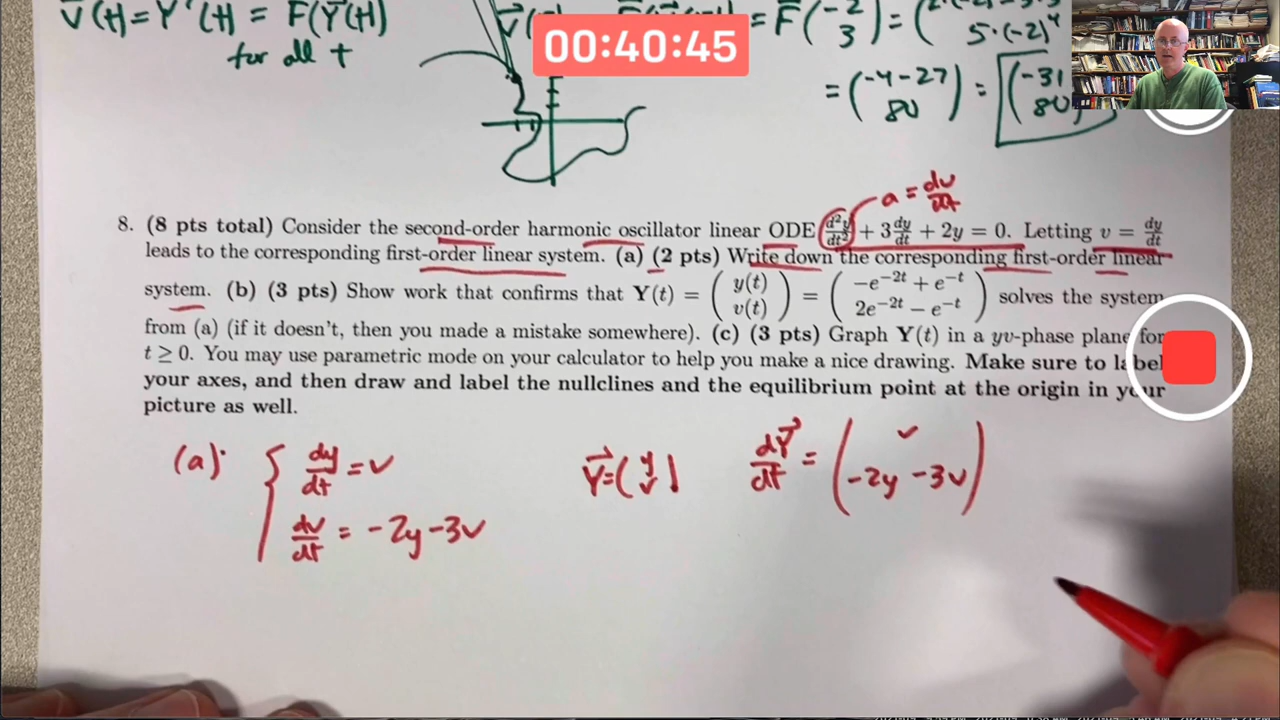 V(t) = Y'(t) = F(Y(t))
for all t
00:40:45
= F(-2 3) = (
5·(-2)^4
= (-4-27 80) = (-31 80)
a = dv/dt
8. (8 pts total) Consider the second-order harmonic oscillator linear ODE d²y/dt² + 3 dy/dt + 2y = 0. Letting v = dy/dt
leads to the corresponding first-order linear system. (a) (2 pts) Write down the corresponding first-order linear
system. (b) (3 pts) Show work that confirms that Y(t) = ( y(t) v(t) ) = ( −e^{−2t} + e^{−t} 2e^{−2t} − e^{−t} ) solves the system
from (a) (if it doesn't, then you made a mistake somewhere). (c) (3 pts) Graph Y(t) in a yv-phase plane for
t ≥ 0. You may use parametric mode on your calculator to help you make a nice drawing. Make sure to label
your axes, and then draw and label the nullclines and the equilibrium point at the origin in your
picture as well.
(a): { dy/dt = v Y = (y v) dY/dt = ( v -2y -3v )
dv/dt = -2y-3v